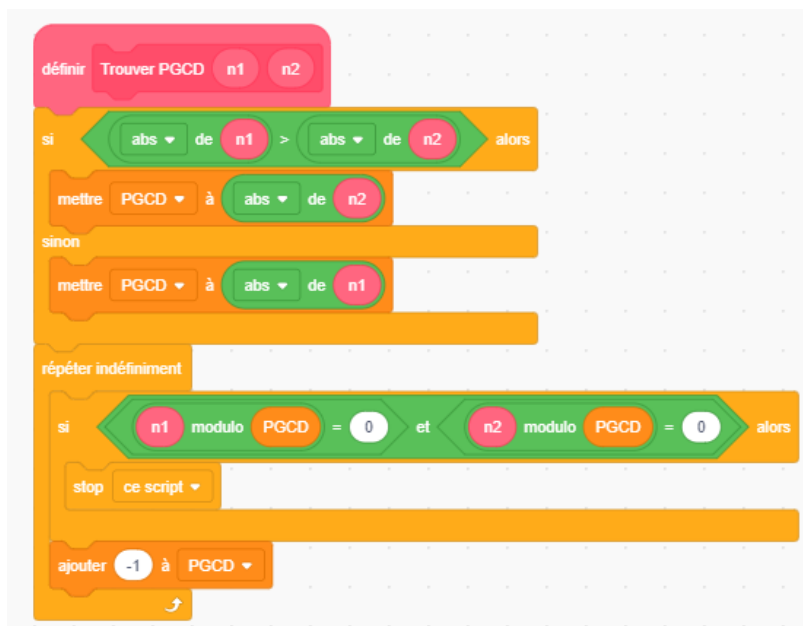 définir Trouver PGCD n1 n2
si abs de n1 > abs de n2 alors
mettre PGCD à abs de n2
sinon
mettre PGCD à abs de n1
répéter indéfiniment
si n1 modulo PGCD = 0 et n2 modulo PGCD = 0 alors
stop ce script
ajouter -1 à PGCD